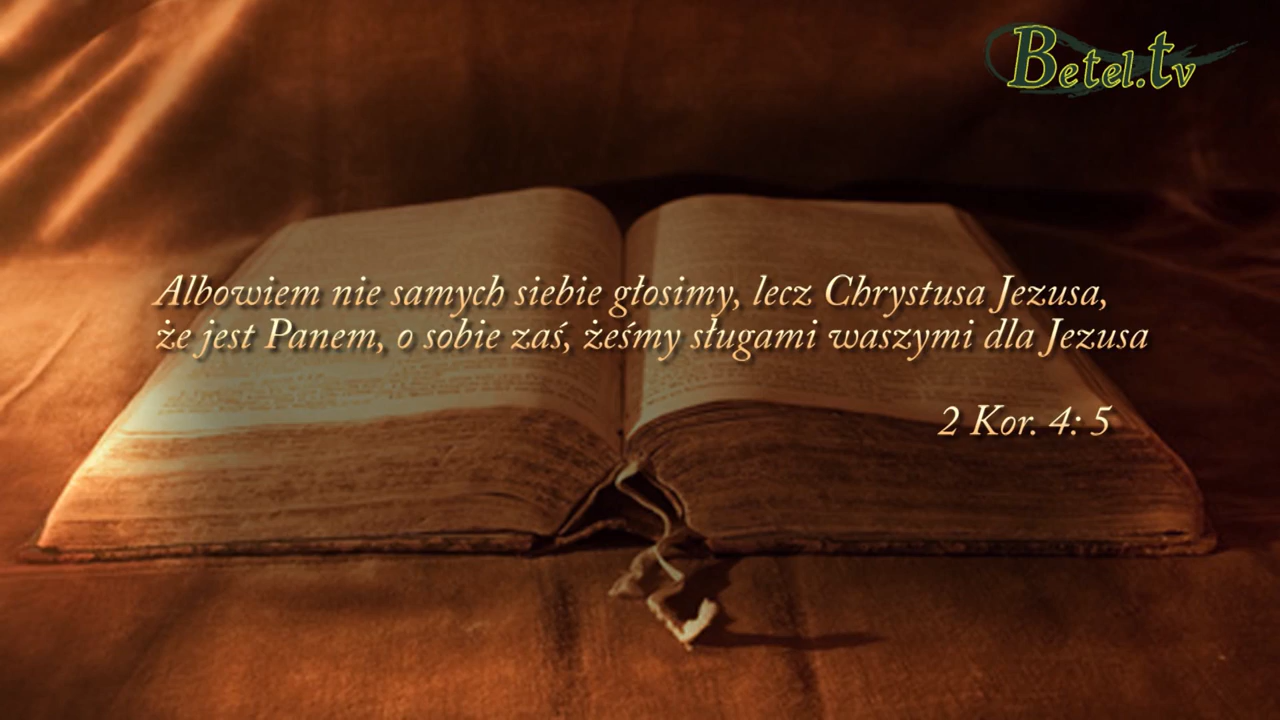 Betel.tv
Albowiem nie samych siebie głosimy, lecz Chrystusa Jezusa,
że jest Panem, o sobie zaś, żeśmy sługami waszymi dla Jezusa
2 Kor. 4: 5